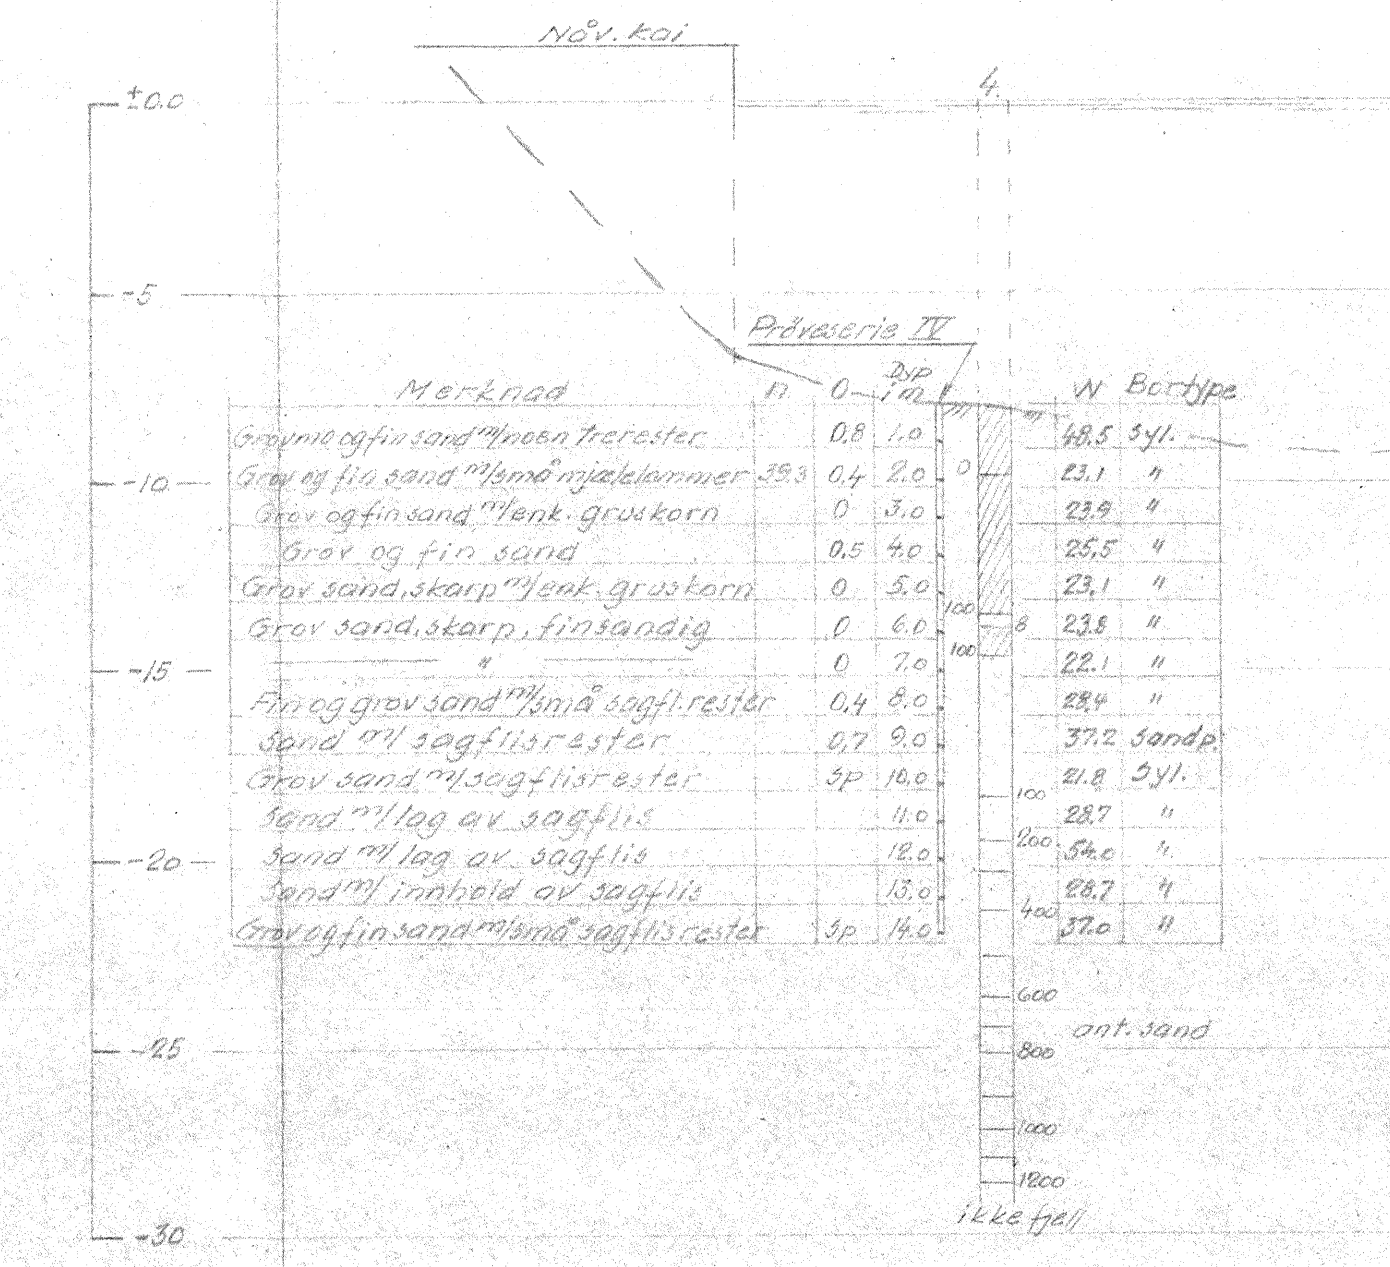 Nåv. kai
4.
±0.0
-5
Prøveserie IV
Merknad n O Dyp i m N Bortype
Grovmo og fin sand m/noen trerester 0.8 1.0 48.5 Syl.
Grov og fin sand m/små mjælelommer 39.3 0.4 2.0 0 23.1 "
-10
Grov og fin sand m/enk. gruskorn 0 3.0 23.9 "
Grov og fin sand 0.5 4.0 25.5 "
Grov sand, skarp m/enk. gruskorn 0 5.0 23.1 "
100
Grov sand, skarp, finsandig 0 6.0 8 23.8 "
100
" 0 7.0 22.1 "
-15
Fin og grov sand m/små sagfl.rester 0.4 8.0 28.4 "
Sand m/ sagflisrester 0.7 9.0 37.2 Sandp.
Grov sand m/sagflisrester Sp 10.0 21.8 Syl.
100
Sand m/lag av sagflis 11.0 28.7 "
200
Sand m/lag av sagflis 12.0 54.0 "
-20
Sand m/ innhold av sagflis 13.0 28.7 "
400
Grov og fin sand m/små sagflisrester Sp 14.0 37.0 "
600
ant. sand
-25
800
1000
1200
ikke fjell
-30